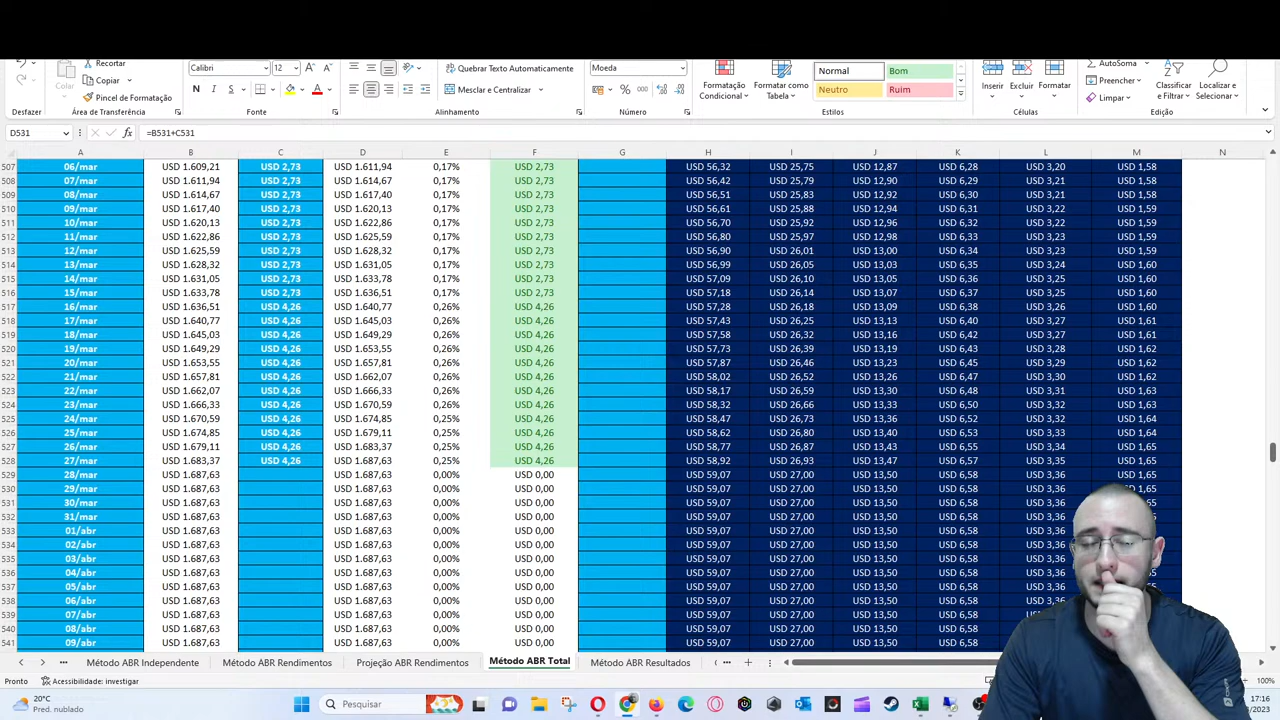 Recortar Calibri 12 Quebrar Texto Automaticamente Moeda AutoSoma
Colar Copiar Formatação Condicional Formatar como Tabela Normal Bom Inserir Excluir Formatar Preencher Classificar e Filtrar Localizar e Selecionar
Pincel de Formatação N I S Mesclar e Centralizar Neutro Ruim Limpar
Desfazer Área de Transferência Fonte Alinhamento Número Estilos Células Edição
D531 =B531+C531
A B C D E F G H I J K L M N
507 06/mar USD 1.609,21 USD 2,73 USD 1.611,94 0,17% USD 2,73 USD 56,32 USD 25,75 USD 12,87 USD 6,28 USD 3,20 USD 1,58
508 07/mar USD 1.611,94 USD 2,73 USD 1.614,67 0,17% USD 2,73 USD 56,42 USD 25,79 USD 12,90 USD 6,29 USD 3,21 USD 1,58
509 08/mar USD 1.614,67 USD 2,73 USD 1.617,40 0,17% USD 2,73 USD 56,51 USD 25,83 USD 12,92 USD 6,30 USD 3,21 USD 1,58
510 09/mar USD 1.617,40 USD 2,73 USD 1.620,13 0,17% USD 2,73 USD 56,61 USD 25,88 USD 12,94 USD 6,31 USD 3,22 USD 1,59
511 10/mar USD 1.620,13 USD 2,73 USD 1.622,86 0,17% USD 2,73 USD 56,70 USD 25,92 USD 12,96 USD 6,32 USD 3,22 USD 1,59
512 11/mar USD 1.622,86 USD 2,73 USD 1.625,59 0,17% USD 2,73 USD 56,80 USD 25,97 USD 12,98 USD 6,33 USD 3,23 USD 1,59
513 12/mar USD 1.625,59 USD 2,73 USD 1.628,32 0,17% USD 2,73 USD 56,90 USD 26,01 USD 13,00 USD 6,34 USD 3,23 USD 1,59
514 13/mar USD 1.628,32 USD 2,73 USD 1.631,05 0,17% USD 2,73 USD 56,99 USD 26,05 USD 13,03 USD 6,35 USD 3,24 USD 1,60
515 14/mar USD 1.631,05 USD 2,73 USD 1.633,78 0,17% USD 2,73 USD 57,09 USD 26,10 USD 13,05 USD 6,36 USD 3,25 USD 1,60
516 15/mar USD 1.633,78 USD 2,73 USD 1.636,51 0,17% USD 2,73 USD 57,18 USD 26,14 USD 13,07 USD 6,37 USD 3,25 USD 1,60
517 16/mar USD 1.636,51 USD 4,26 USD 1.640,77 0,26% USD 4,26 USD 57,28 USD 26,18 USD 13,09 USD 6,38 USD 3,26 USD 1,60
518 17/mar USD 1.640,77 USD 4,26 USD 1.645,03 0,26% USD 4,26 USD 57,43 USD 26,25 USD 13,13 USD 6,40 USD 3,27 USD 1,61
519 18/mar USD 1.645,03 USD 4,26 USD 1.649,29 0,26% USD 4,26 USD 57,58 USD 26,32 USD 13,16 USD 6,42 USD 3,27 USD 1,61
520 19/mar USD 1.649,29 USD 4,26 USD 1.653,55 0,26% USD 4,26 USD 57,73 USD 26,39 USD 13,19 USD 6,43 USD 3,28 USD 1,62
521 20/mar USD 1.653,55 USD 4,26 USD 1.657,81 0,26% USD 4,26 USD 57,87 USD 26,46 USD 13,23 USD 6,45 USD 3,29 USD 1,62
522 21/mar USD 1.657,81 USD 4,26 USD 1.662,07 0,26% USD 4,26 USD 58,02 USD 26,52 USD 13,26 USD 6,47 USD 3,30 USD 1,62
523 22/mar USD 1.662,07 USD 4,26 USD 1.666,33 0,26% USD 4,26 USD 58,17 USD 26,59 USD 13,30 USD 6,48 USD 3,31 USD 1,63
524 23/mar USD 1.666,33 USD 4,26 USD 1.670,59 0,26% USD 4,26 USD 58,32 USD 26,66 USD 13,33 USD 6,50 USD 3,32 USD 1,63
525 24/mar USD 1.670,59 USD 4,26 USD 1.674,85 0,26% USD 4,26 USD 58,47 USD 26,73 USD 13,36 USD 6,52 USD 3,33 USD 1,64
526 25/mar USD 1.674,85 USD 4,26 USD 1.679,11 0,25% USD 4,26 USD 58,62 USD 26,80 USD 13,40 USD 6,53 USD 3,33 USD 1,64
527 26/mar USD 1.679,11 USD 4,26 USD 1.683,37 0,25% USD 4,26 USD 58,77 USD 26,87 USD 13,43 USD 6,55 USD 3,34 USD 1,65
528 27/mar USD 1.683,37 USD 4,26 USD 1.687,63 0,25% USD 4,26 USD 58,92 USD 26,93 USD 13,47 USD 6,57 USD 3,35 USD 1,65
529 28/mar USD 1.687,63 USD 1.687,63 0,00% USD 0,00 USD 59,07 USD 27,00 USD 13,50 USD 6,58 USD 3,36 USD 1,65
530 29/mar USD 1.687,63 USD 1.687,63 0,00% USD 0,00 USD 59,07 USD 27,00 USD 13,50 USD 6,58 USD 3,36
30/mar USD 1.687,63 USD 1.687,63 0,00% USD 0,00 USD 59,07 USD 27,00 USD 13,50 USD 6,58 USD 3,36
532 31/mar USD 1.687,63 USD 1.687,63 0,00% USD 0,00 USD 59,07 USD 27,00 USD 13,50 USD 6,58 USD 3,36
01/abr USD 1.687,63 USD 1.687,63 0,00% USD 0,00 USD 59,07 USD 27,00 USD 13,50 USD 6,58 USD 3,36
534 02/abr USD 1.687,63 USD 1.687,63 0,00% USD 0,00 USD 59,07 USD 27,00 USD 13,50 USD 6,58 USD 3,36
535 03/abr USD 1.687,63 USD 1.687,63 0,00% USD 0,00 USD 59,07 USD 27,00 USD 13,50 USD 6,58 USD 3,36
536 04/abr USD 1.687,63 USD 1.687,63 0,00% USD 0,00 USD 59,07 USD 27,00 USD 13,50 USD 6,58 USD 3,36
537 05/abr USD 1.687,63 USD 1.687,63 0,00% USD 0,00 USD 59,07 USD 27,00 USD 13,50 USD 6,58 USD 3,36
538 06/abr USD 1.687,63 USD 1.687,63 0,00% USD 0,00 USD 59,07 USD 27,00 USD 13,50 USD 6,58 USD 3,36
539 07/abr USD 1.687,63 USD 1.687,63 0,00% USD 0,00 USD 59,07 USD 27,00 USD 13,50 USD 6,58
540 08/abr USD 1.687,63 USD 1.687,63 0,00% USD 0,00 USD 59,07 USD 27,00 USD 13,50 USD 6,58
541 09/abr USD 1.687,63 USD 1.687,63 0,00% USD 0,00 USD 59,07 USD 27,00 USD 13,50 USD 6,58
Método ABR Independente Método ABR Rendimentos Projeção ABR Rendimentos Método ABR Total Método ABR Resultados
Pronto Acessibilidade: investigar 100%
20°C Pred. nublado Pesquisar 17:16